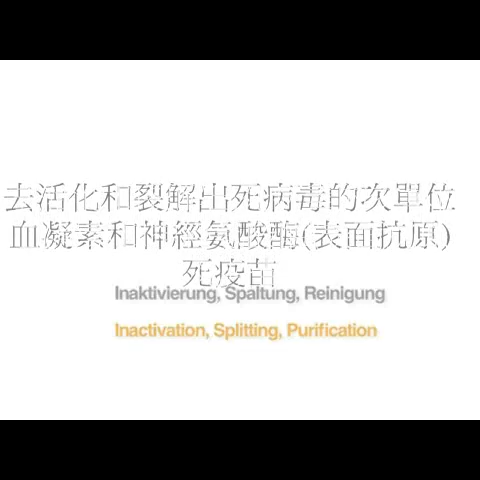 去活化和裂解出死病毒的次單位
血凝素和神經氨酸酶(表面抗原)
死疫苗
Inaktivierung, Spaltung, Reinigung
Inactivation, Splitting, Purification